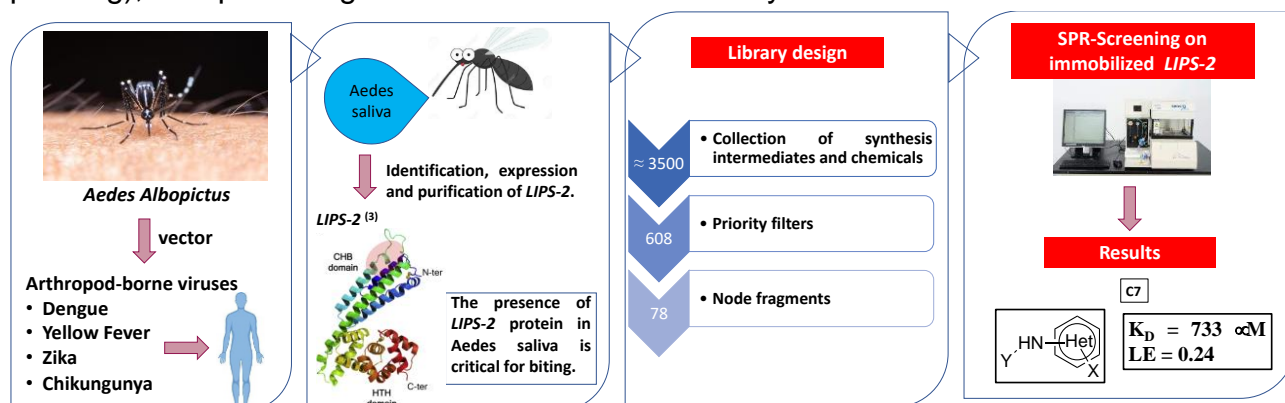 Aedes Albopictus
vector
Arthropod-borne viruses
• Dengue
• Yellow Fever
• Zika
• Chikungunya
Aedes
saliva
Identification, expression
and purification of LIPS-2.
LIPS-2 (3)
CHB
domain
N-ter
C-ter
HTH
The presence of
LIPS-2 protein in
Aedes saliva is
critical for biting.
Library design
≈ 3500
• Collection of synthesis
intermediates and chemicals
608
• Priority filters
78
• Node fragments
SPR-Screening on
immobilized LIPS-2
Results
C7
Y HN Het X
K_D = 733 ∝M
LE = 0.24